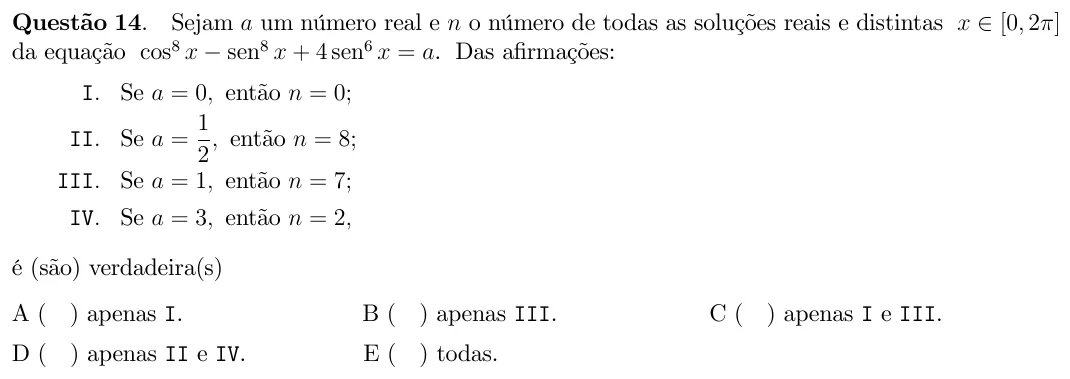 Questão 14. Sejam a um número real e n o número de todas as soluções reais e distintas x ∈ [0, 2π]
da equação cos⁸ x − sen⁸ x + 4 sen⁶ x = a. Das afirmações:
I. Se a = 0, então n = 0;
II. Se a = 1/2, então n = 8;
III. Se a = 1, então n = 7;
IV. Se a = 3, então n = 2,
é (são) verdadeira(s)
A ( ) apenas I. B ( ) apenas III. C ( ) apenas I e III.
D ( ) apenas II e IV. E ( ) todas.